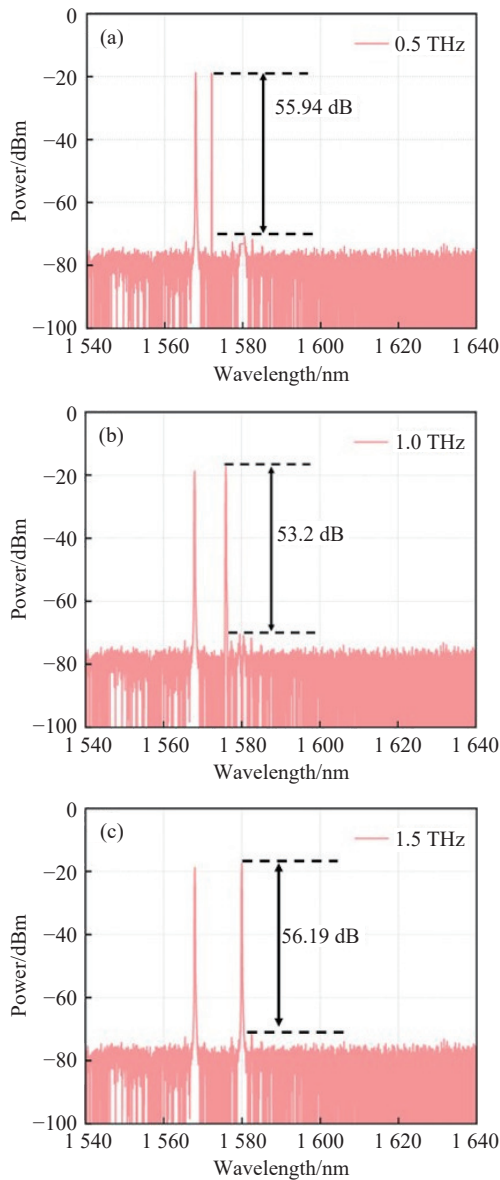 (a)
0.5 THz
55.94 dB
Power/dBm
0
−20
−40
−60
−80
−100
1 540
1 560
1 580
1 600
1 620
1 640
Wavelength/nm
(b)
1.0 THz
53.2 dB
Power/dBm
0
−20
−40
−60
−80
−100
1 540
1 560
1 580
1 600
1 620
1 640
Wavelength/nm
(c)
1.5 THz
56.19 dB
Power/dBm
0
−20
−40
−60
−80
−100
1 540
1 560
1 580
1 600
1 620
1 640
Wavelength/nm